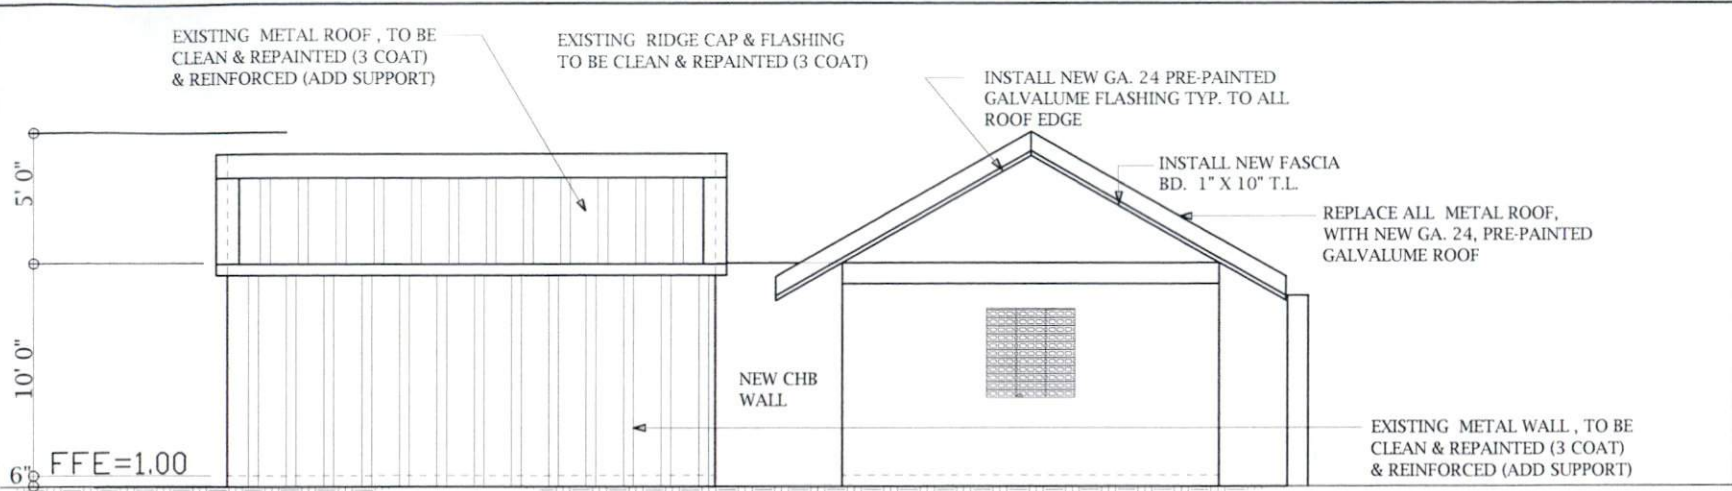 EXISTING METAL ROOF , TO BE
CLEAN & REPAINTED (3 COAT)
& REINFORCED (ADD SUPPORT)
EXISTING RIDGE CAP & FLASHING
TO BE CLEAN & REPAINTED (3 COAT)
INSTALL NEW GA. 24 PRE-PAINTED
GALVALUME FLASHING TYP. TO ALL
ROOF EDGE
INSTALL NEW FASCIA
BD. 1" X 10" T.L.
REPLACE ALL METAL ROOF,
WITH NEW GA. 24, PRE-PAINTED
GALVALUME ROOF
5' 0"
10' 0"
NEW CHB
WALL
EXISTING METAL WALL , TO BE
CLEAN & REPAINTED (3 COAT)
& REINFORCED (ADD SUPPORT)
FFE=1.00
6"